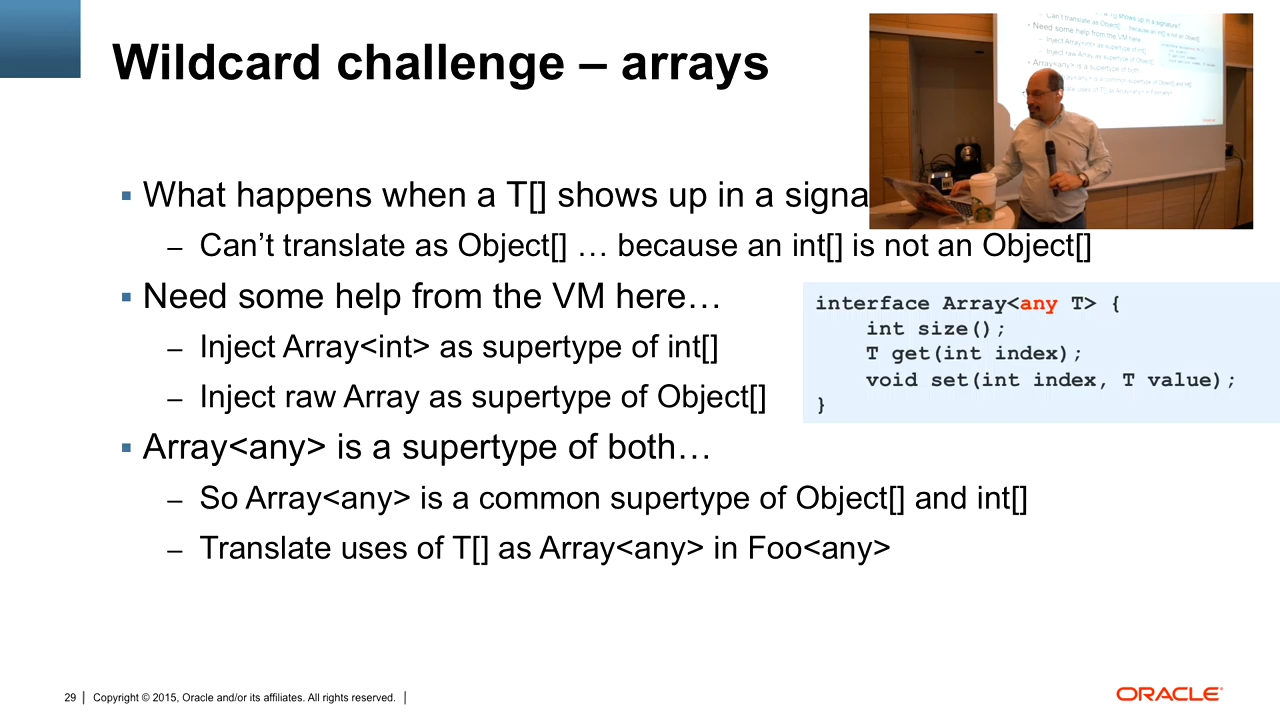 Wildcard challenge – arrays
▪ What happens when a T[] shows up in a signa
– Can't translate as Object[] … because an int[] is not an Object[]
▪ Need some help from the VM here…
– Inject Array<int> as supertype of int[]
– Inject raw Array as supertype of Object[]
interface Array<any T> {
int size();
T get(int index);
void set(int index, T value);
}
▪ Array<any> is a supertype of both…
– So Array<any> is a common supertype of Object[] and int[]
– Translate uses of T[] as Array<any> in Foo<any>
29 | Copyright © 2015, Oracle and/or its affiliates. All rights reserved. |
ORACLE